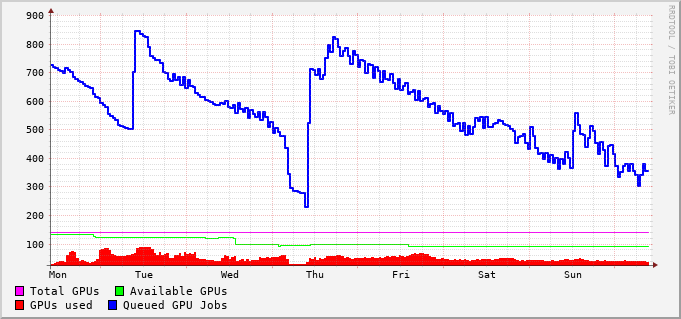 900
800
700
600
500
400
300
200
100
Mon Tue Wed Thu Fri Sat Sun
Total GPUs Available GPUs
GPUs used Queued GPU Jobs
RRDTOOL / TOBI OETIKER